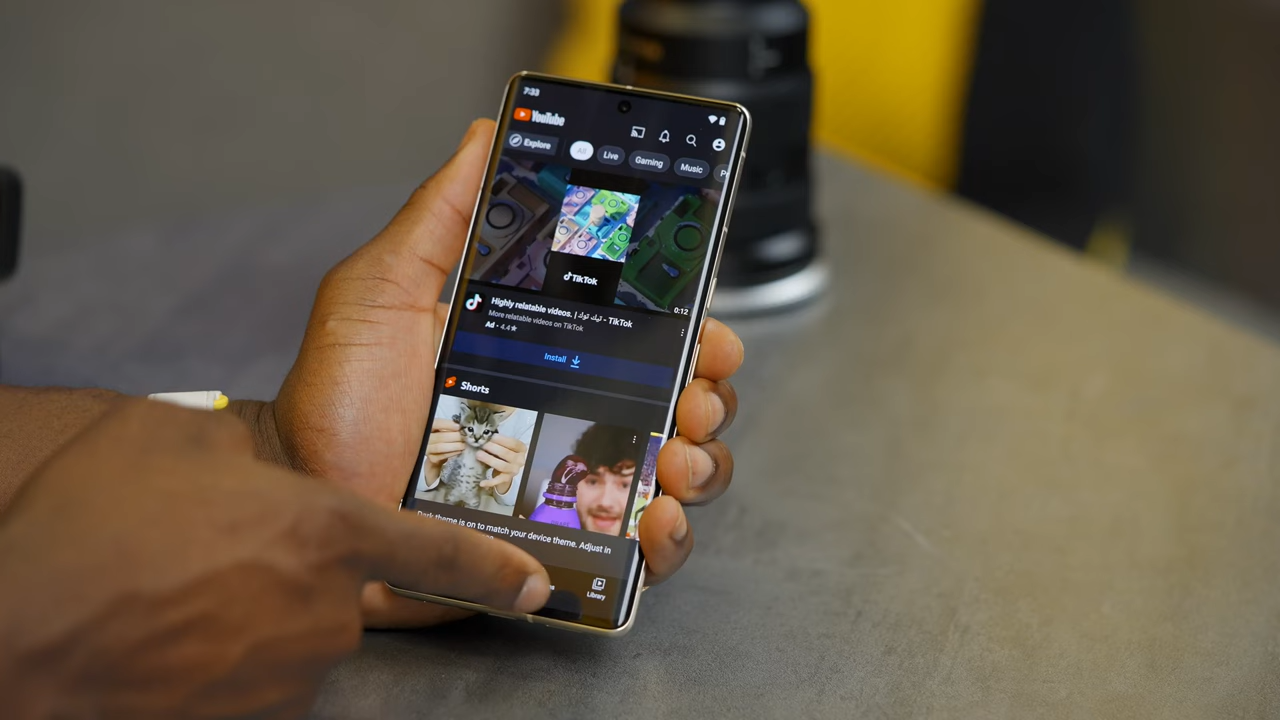 7:33
YouTube
Explore
All
Live
Gaming
Music
TikTok
0:12
Highly relatable videos. | تيك توك - TikTok
More relatable videos on TikTok
Ad • 4.4★
Install
Shorts
Dark theme is on to match your device theme. Adjust in
Library